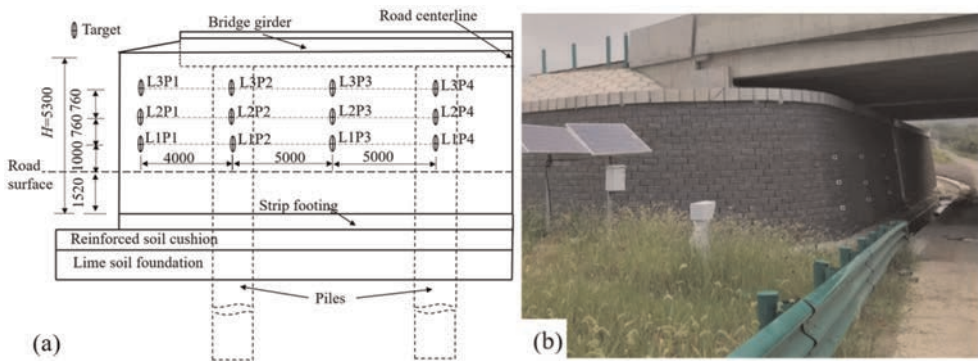 Target
Bridge girder
Road centerline
L3P1 L3P2 L3P3 L3P4
L2P1 L2P2 L2P3 L2P4
L1P1 L1P2 L1P3 L1P4
H=5300
760
760
1000
1520
4000 5000 5000
Road
surface
Strip footing
Reinforced soil cushion
Lime soil foundation
Piles
(a)
(b)